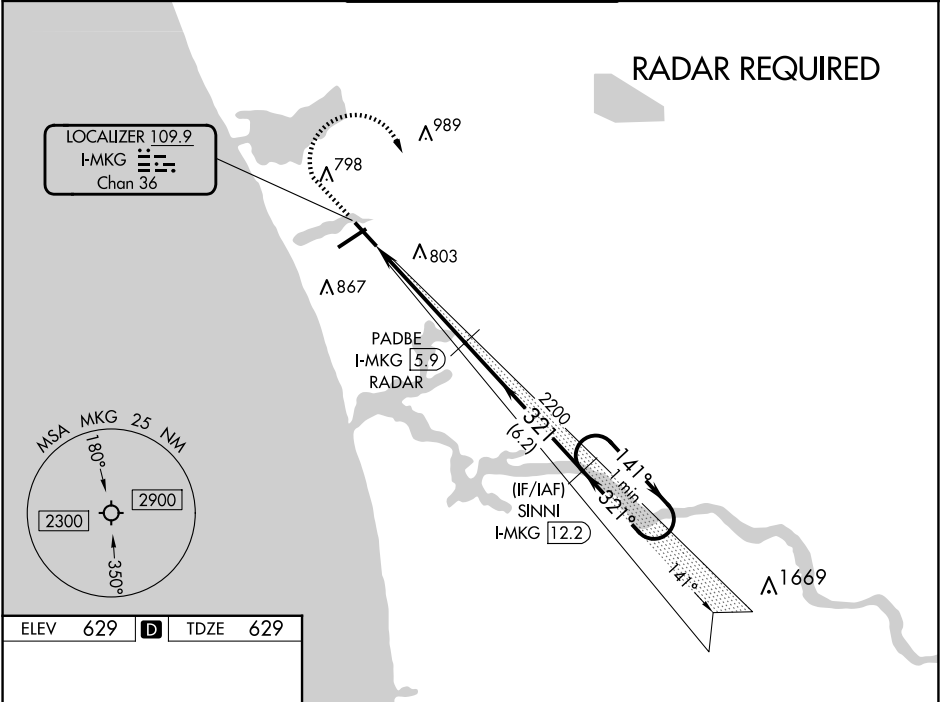 RADAR REQUIRED
LOCALIZER 109.9
I-MKG
Chan 36
989
798
803
867
PADBE
I-MKG 5.9
RADAR
2200
321
(6.2)
141°
1 min
321°
(IF/IAF)
SINNI
I-MKG 12.2
141°
1669
MSA MKG 25 NM
180°
2300
2900
350°
ELEV 629 D TDZE 629